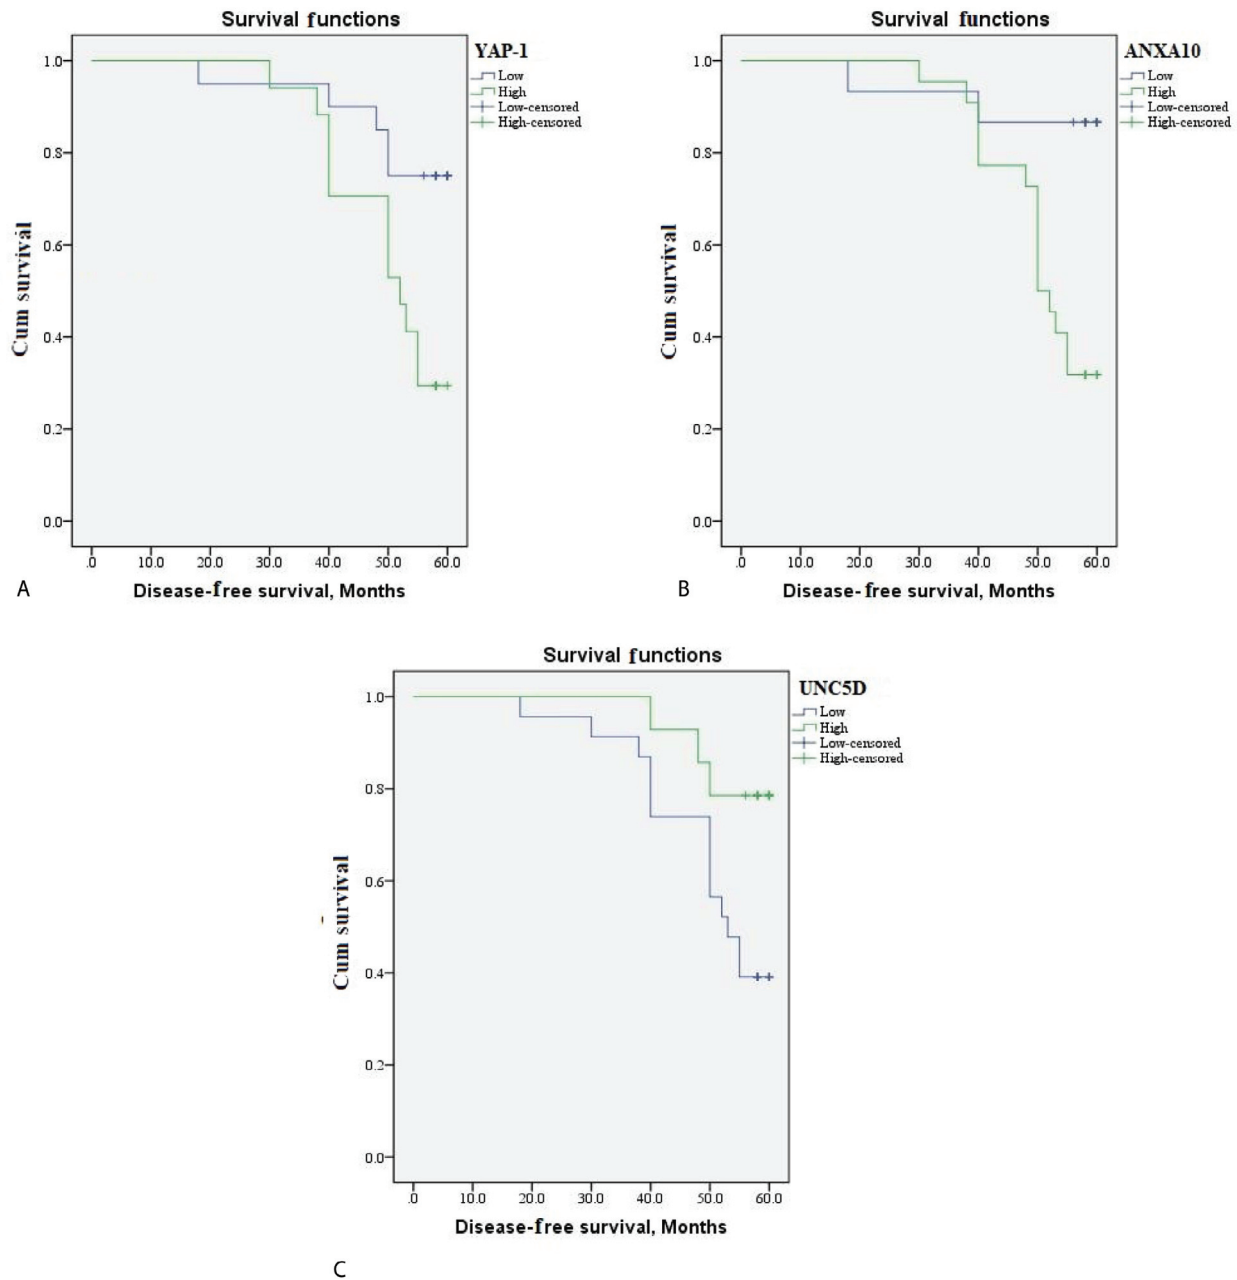 Survival functions
YAP-1
Low
High
Low-censored
High-censored
1.0
0.8
0.6
0.4
0.2
0.0
Cum survival
.0 10.0 20.0 30.0 40.0 50.0 60.0
Disease-free survival, Months
A
Survival functions
ANXA10
Low
High
Low-censored
High-censored
1.0
0.8
0.6
0.4
0.2
0.0
Cum survival
.0 10.0 20.0 30.0 40.0 50.0 60.0
Disease-free survival, Months
B
Survival functions
UNC5D
Low
High
Low-censored
High-censored
1.0
0.8
0.6
0.4
0.2
0.0
Cum survival
.0 10.0 20.0 30.0 40.0 50.0 60.0
Disease-free survival, Months
C